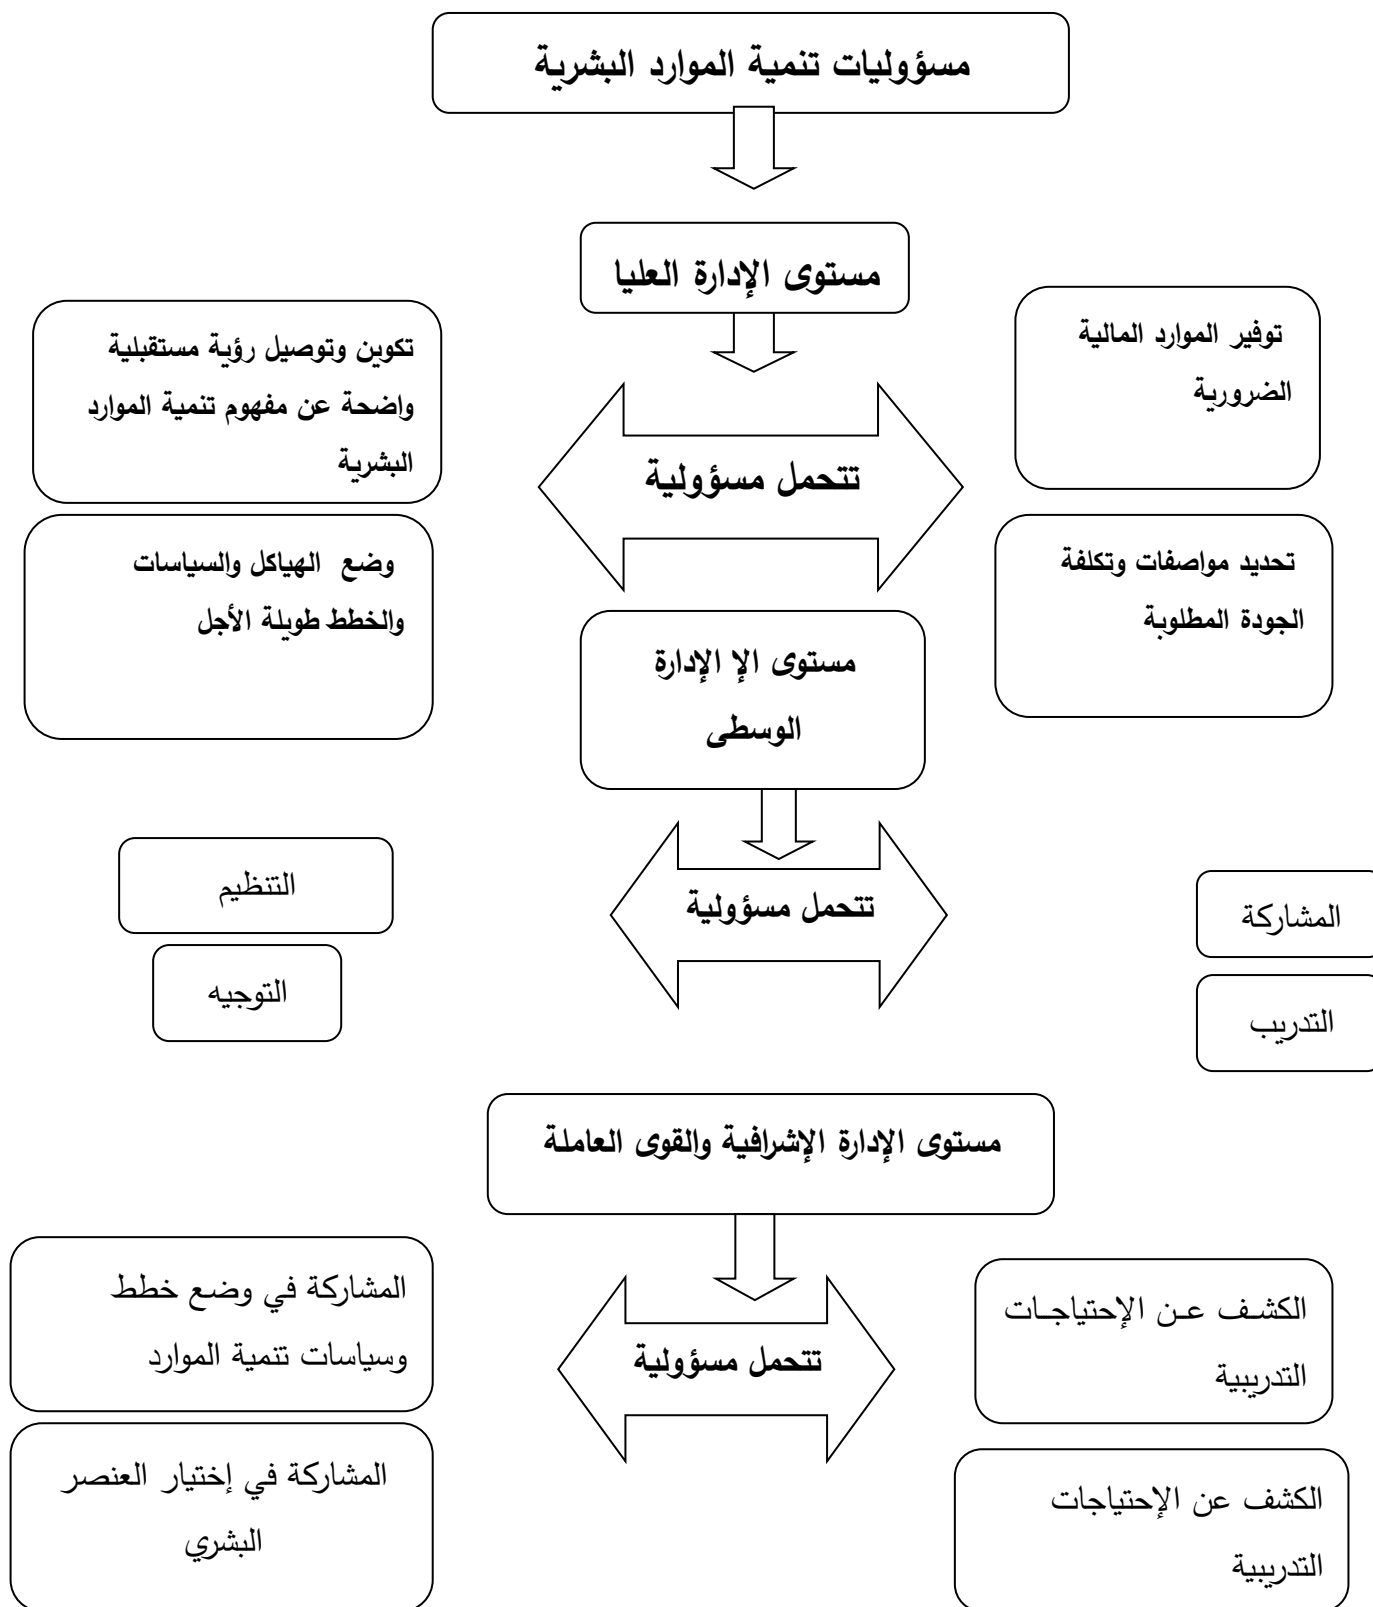 مسؤوليات تنمية الموارد البشرية
مستوى الإدارة العليا
توفير الموارد المالية
الضرورية
تكوين وتوصيل رؤية مستقبلية
واضحة عن مفهوم تنمية الموارد
البشرية
تتحمل مسؤولية
تحديد مواصفات وتكلفة
الجودة المطلوبة
وضع الهياكل والسياسات
والخطط طويلة الأجل
مستوى الإ الإدارة
الوسطى
تتحمل مسؤولية
المشاركة
التنظيم
التدريب
التوجيه
مستوى الإدارة الإشرافية والقوى العاملة
الكشف عن الإحتياجات
التدريبية
المشاركة في وضع خطط
وسياسات تنمية الموارد
تتحمل مسؤولية
الكشف عن الإحتياجات
التدريبية
المشاركة في إختيار العنصر
البشري